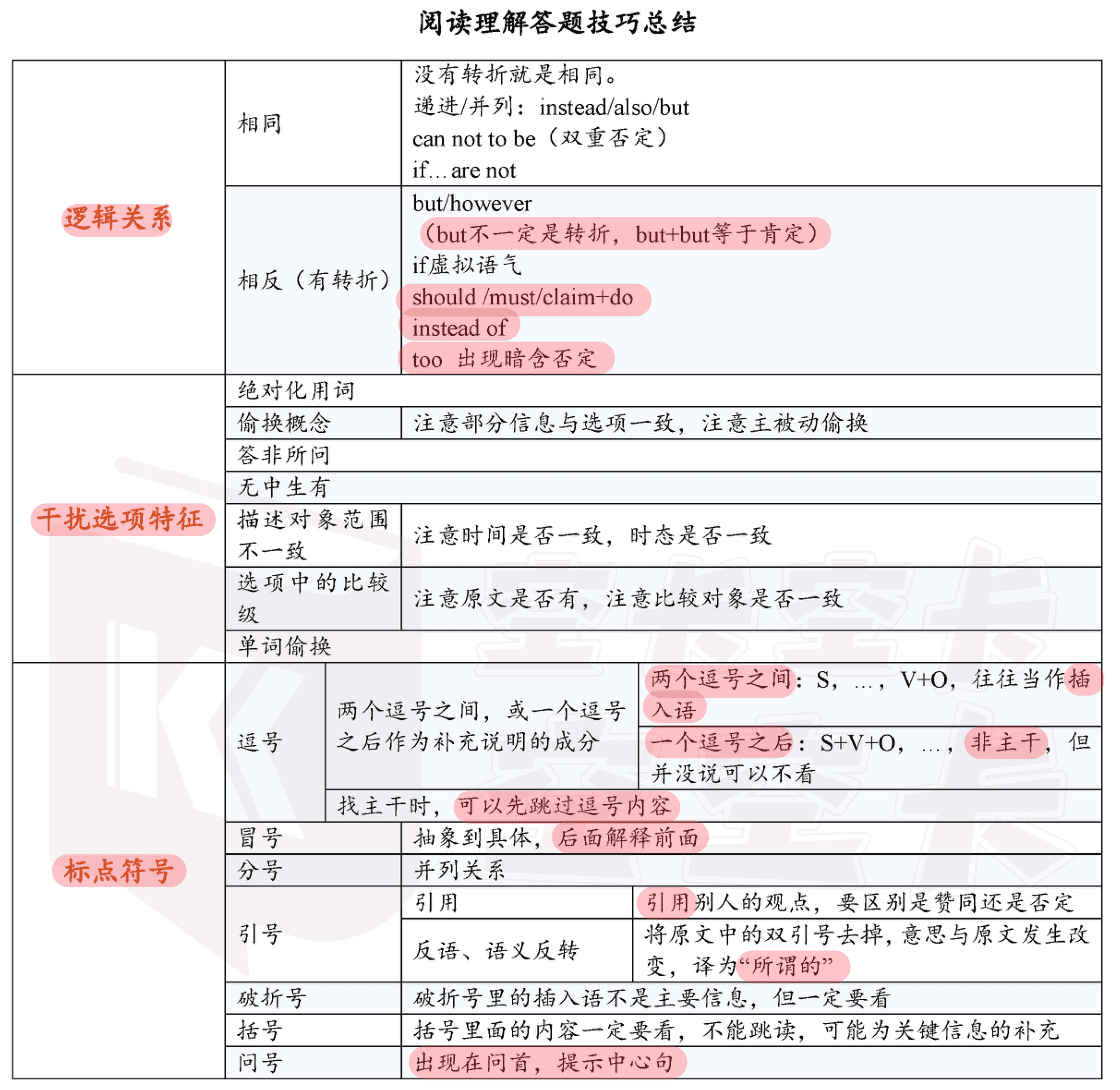 阅读理解答题技巧总结
逻辑关系
相同
没有转折就是相同。
递进/并列：instead/also/but
can not to be（双重否定）
if…are not
相反（有转折）
but/however
（but不一定是转折，but+but等于肯定）
if虚拟语气
should /must/claim+do
instead of
too 出现暗含否定
干扰选项特征
绝对化用词
偷换概念
注意部分信息与选项一致，注意主被动偷换
答非所问
无中生有
描述对象范围
不一致
注意时间是否一致，时态是否一致
选项中的比较
级
注意原文是否有，注意比较对象是否一致
单词偷换
标点符号
逗号
两个逗号之间，或一个逗号
之后作为补充说明的成分
两个逗号之间：S，…，V+O，往往当作插
入语
一个逗号之后：S+V+O，…，非主干，但
并没说可以不看
找主干时，可以先跳过逗号内容
冒号
抽象到具体，后面解释前面
分号
并列关系
引号
引用
引用别人的观点，要区别是赞同还是否定
反语、语义反转
将原文中的双引号去掉，意思与原文发生改
变，译为“所谓的”
破折号
破折号里的插入语不是主要信息，但一定要看
括号
括号里面的内容一定要看，不能跳读，可能为关键信息的补充
问号
出现在问首，提示中心句